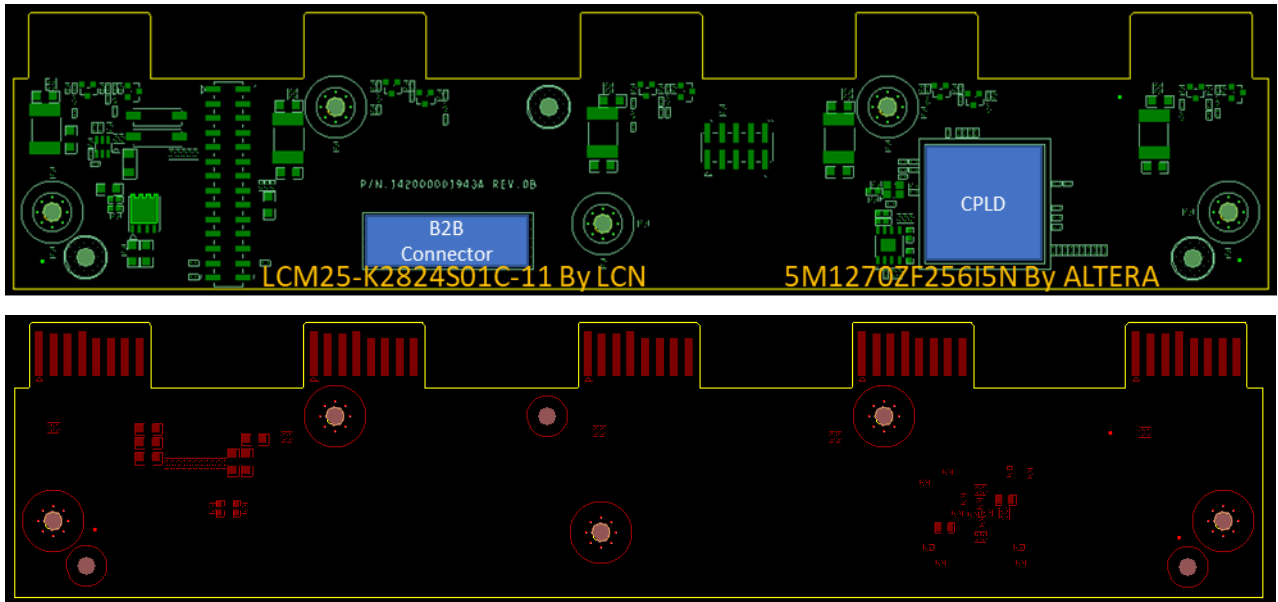 P/N.142000001943A REV.0B
B2B
Connector
CPLD
LCM25-K2824S01C-11 By LCN
5M1270ZF256I5N By ALTERA